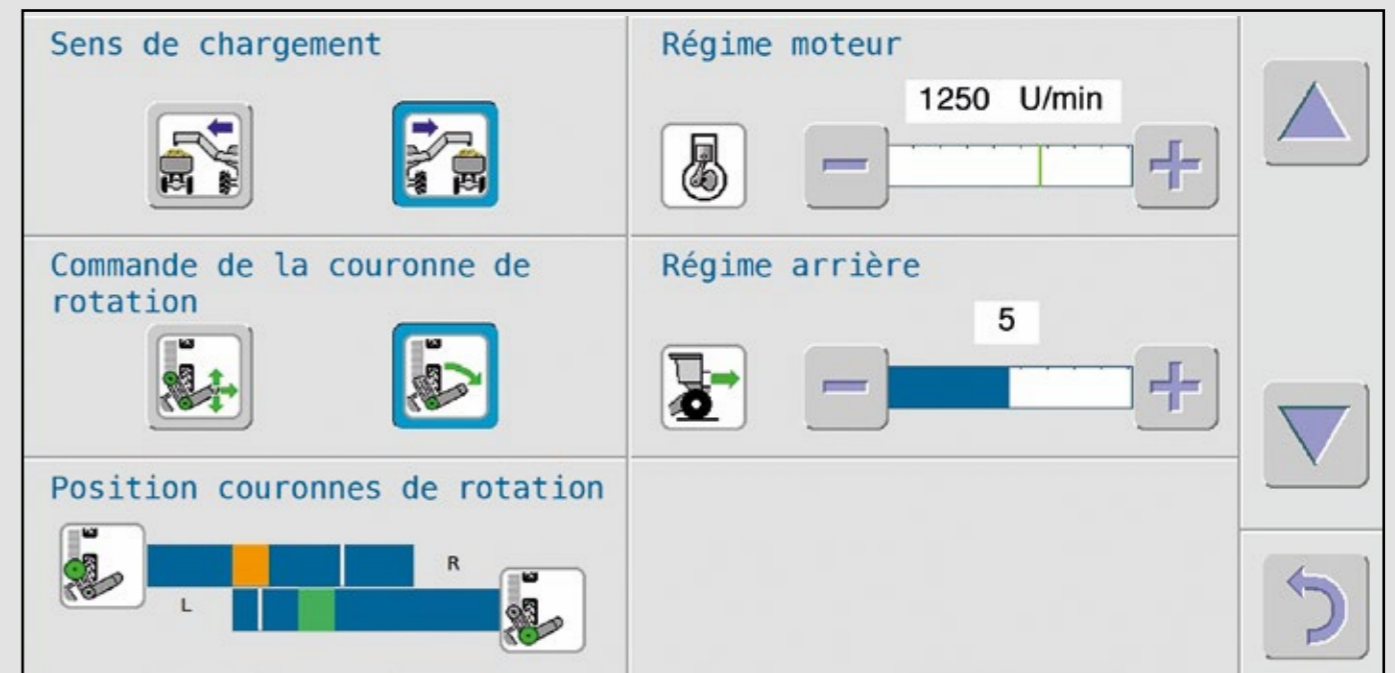 Sens de chargement
Régime moteur
1250 U/min
Commande de la couronne de
rotation
Régime arrière
5
Position couronnes de rotation
R
L